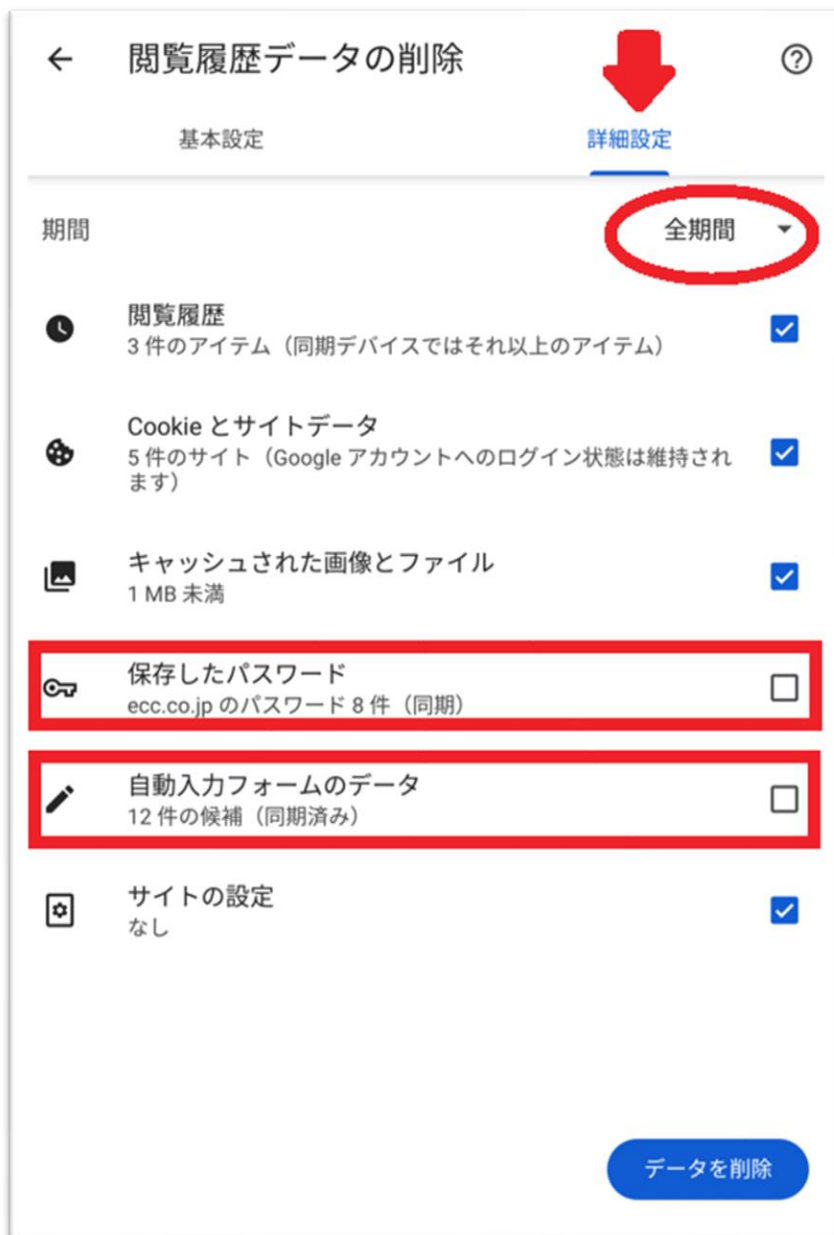 閲覧履歴データの削除
基本設定
詳細設定
期間
全期間
閲覧履歴
3 件のアイテム（同期デバイスではそれ以上のアイテム）
Cookie とサイトデータ
5 件のサイト（Google アカウントへのログイン状態は維持され
ます）
キャッシュされた画像とファイル
1 MB 未満
保存したパスワード
ecc.co.jp のパスワード 8 件（同期）
自動入力フォームのデータ
12 件の候補（同期済み）
サイトの設定
なし
データを削除